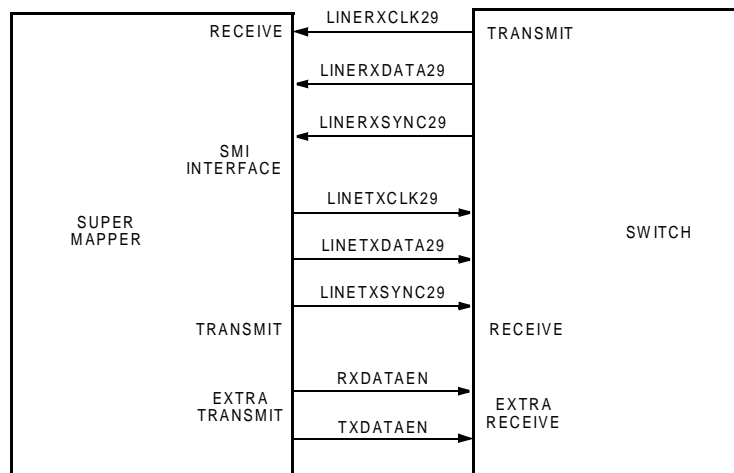 LINERXCLK29
RECEIVE
TRANSMIT
LINERXDATA29
LINERXSYNC29
SMI
INTERFACE
LINETXCLK29
SUPER
MAPPER
SWITCH
LINETXDATA29
LINETXSYNC29
TRANSMIT
RECEIVE
RXDATAEN
EXTRA
TRANSMIT
EXTRA
RECEIVE
TXDATAEN